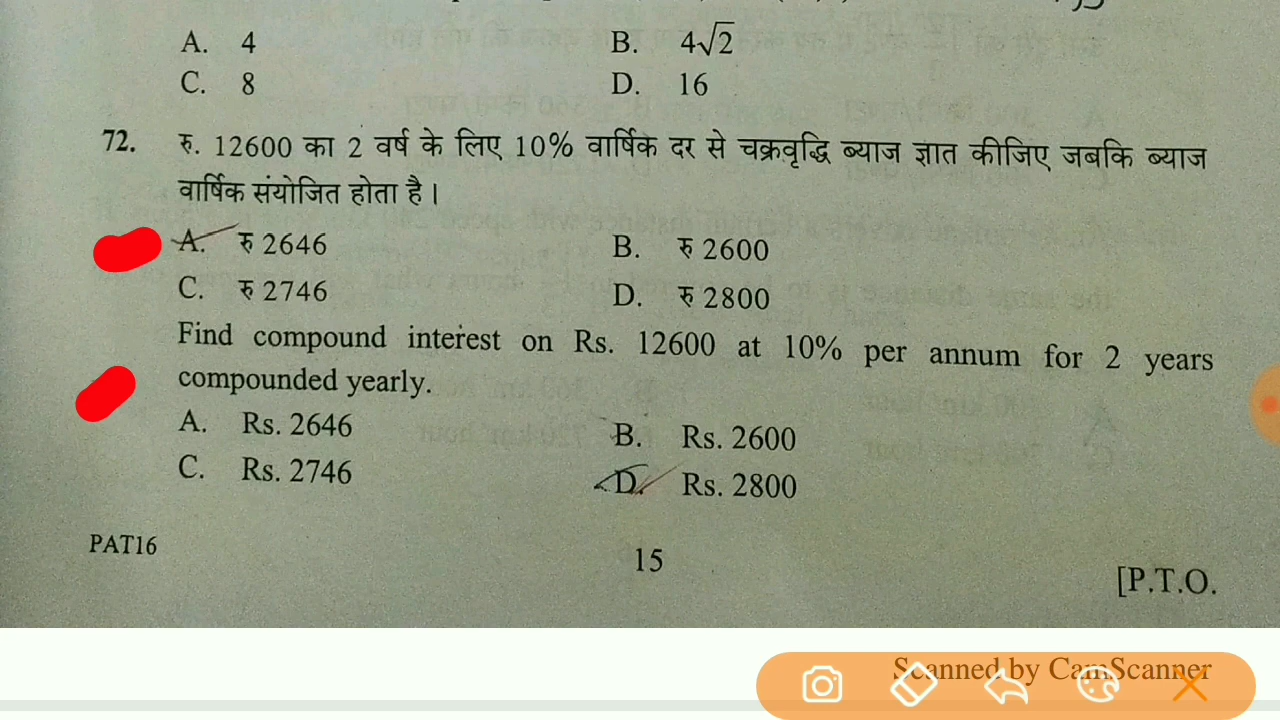 A. 4 B. 4√2
C. 8 D. 16
72. रु. 12600 का 2 वर्ष के लिए 10% वार्षिक दर से चक्रवृद्धि ब्याज ज्ञात कीजिए जबकि ब्याज
वार्षिक संयोजित होता है।
A. रु 2646 B. रु 2600
C. रु 2746 D. रु 2800
Find compound interest on Rs. 12600 at 10% per annum for 2 years
compounded yearly.
A. Rs. 2646 B. Rs. 2600
C. Rs. 2746 D. Rs. 2800
PAT16 15 [P.T.O.
Scanned by CamScanner